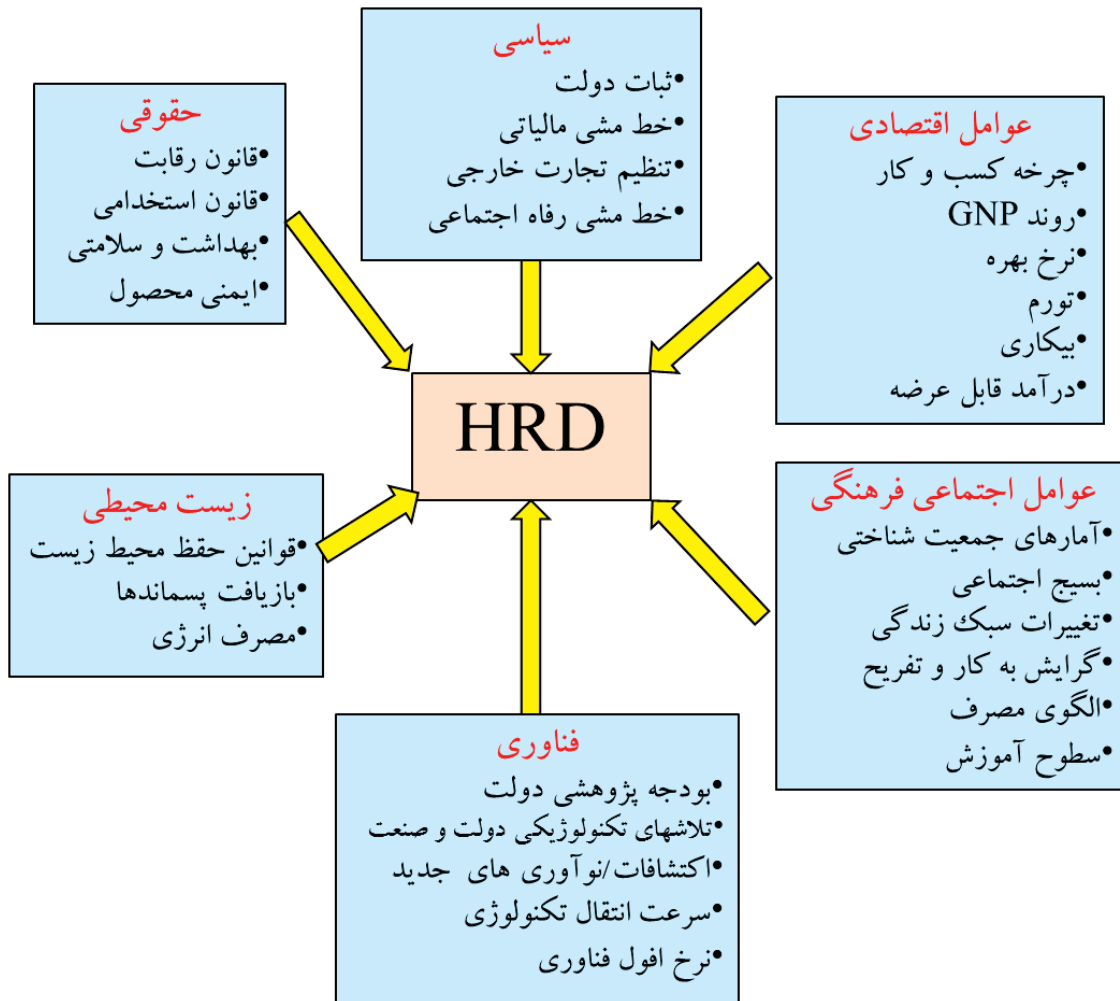 سیاسی
•ثبات دولت
•خط مشی مالیاتی
•تنظیم تجارت خارجی
•خط مشی رفاه اجتماعی
عوامل اقتصادی
•چرخه کسب و کار
•روند GNP
•نرخ بهره
•تورم
•بیکاری
•درآمد قابل عرضه
حقوقی
•قانون رقابت
•قانون استخدامی
•بهداشت و سلامتی
•ایمنی محصول
HRD
عوامل اجتماعی فرهنگی
•آمارهای جمعیت شناختی
•بسیج اجتماعی
•تغییرات سبک زندگی
•گرایش به کار و تفریح
•الگوی مصرف
•سطوح آموزش
زیست محیطی
•قوانین حقظ محیط زیست
•بازیافت پسماندها
•مصرف انرژی
فناوری
•بودجه پژوهشی دولت
•تلاشهای تکنولوژیکی دولت و صنعت
•اکتشافات/نوآوری های جدید
•سرعت انتقال تکنولوژی
•نرخ افول فناوری